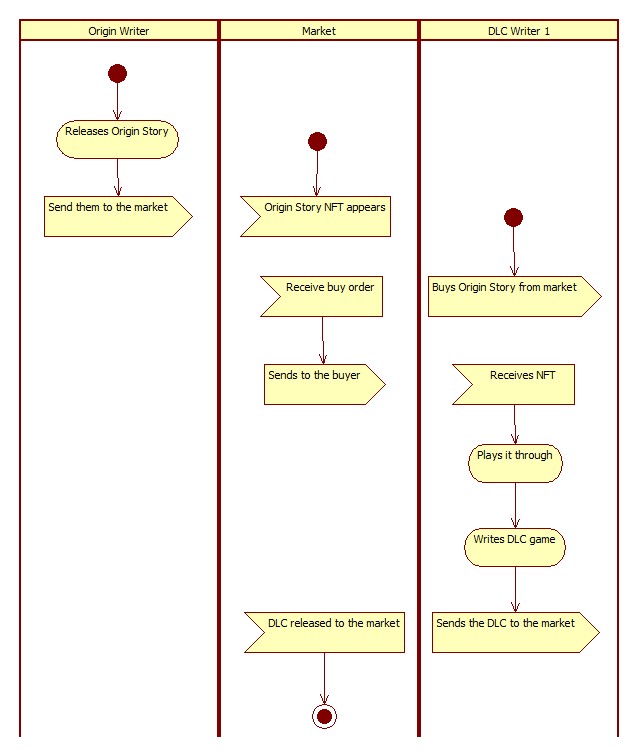 Origin Writer
Market
DLC Writer 1
Releases Origin Story
Send them to the market
Origin Story NFT appears
Receive buy order
Buys Origin Story from market
Sends to the buyer
Receives NFT
Plays it through
Writes DLC game
DLC released to the market
Sends the DLC to the market